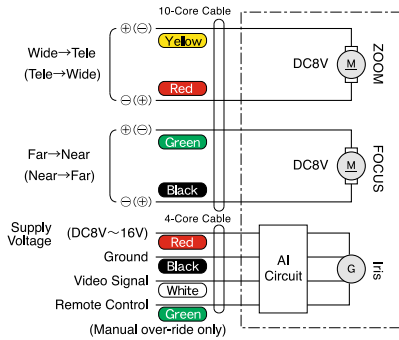 10-Core Cable
⊕(⊖)
Wide→Tele
(Tele→Wide)
Yellow
Red
⊖(⊕)
DC8V
M
ZOOM
⊕(⊖)
Far→Near
(Near→Far)
Green
Black
⊖(⊕)
DC8V
M
FOCUS
4-Core Cable
Supply
Voltage
(DC8V～16V)
Red
Ground
Black
Video Signal
White
Remote Control
Green
(Manual over-ride only)
AI
Circuit
G
Iris